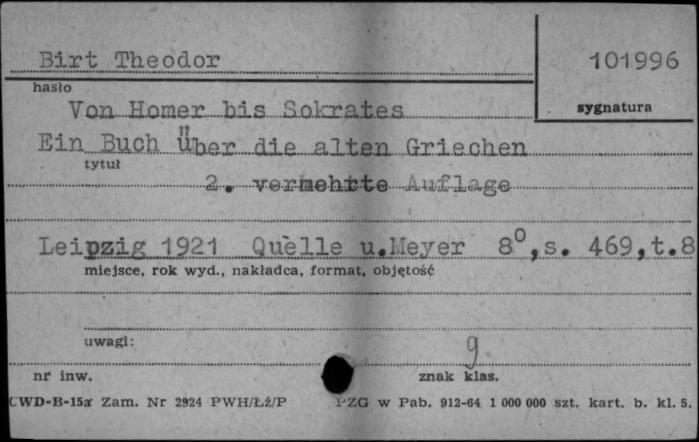 Birt Theodor 101996
hasło
Von Homer bis Sokrates sygnatura
Ein Buch über die alten Griechen
tytuł
2. vermehrte Auflage
Leipzig 1921 Quelle u.Meyer 8⁰,s. 469,t.8
miejsce, rok wyd., nakładca, format, objętość
uwagi: g.
nr inw. znak klas.
CWD-B-15a Zam. Nr 2924 PWH/Łż/P PZG w Pab. 912-64 1 000 000 szt. kart. b. kl. 5.